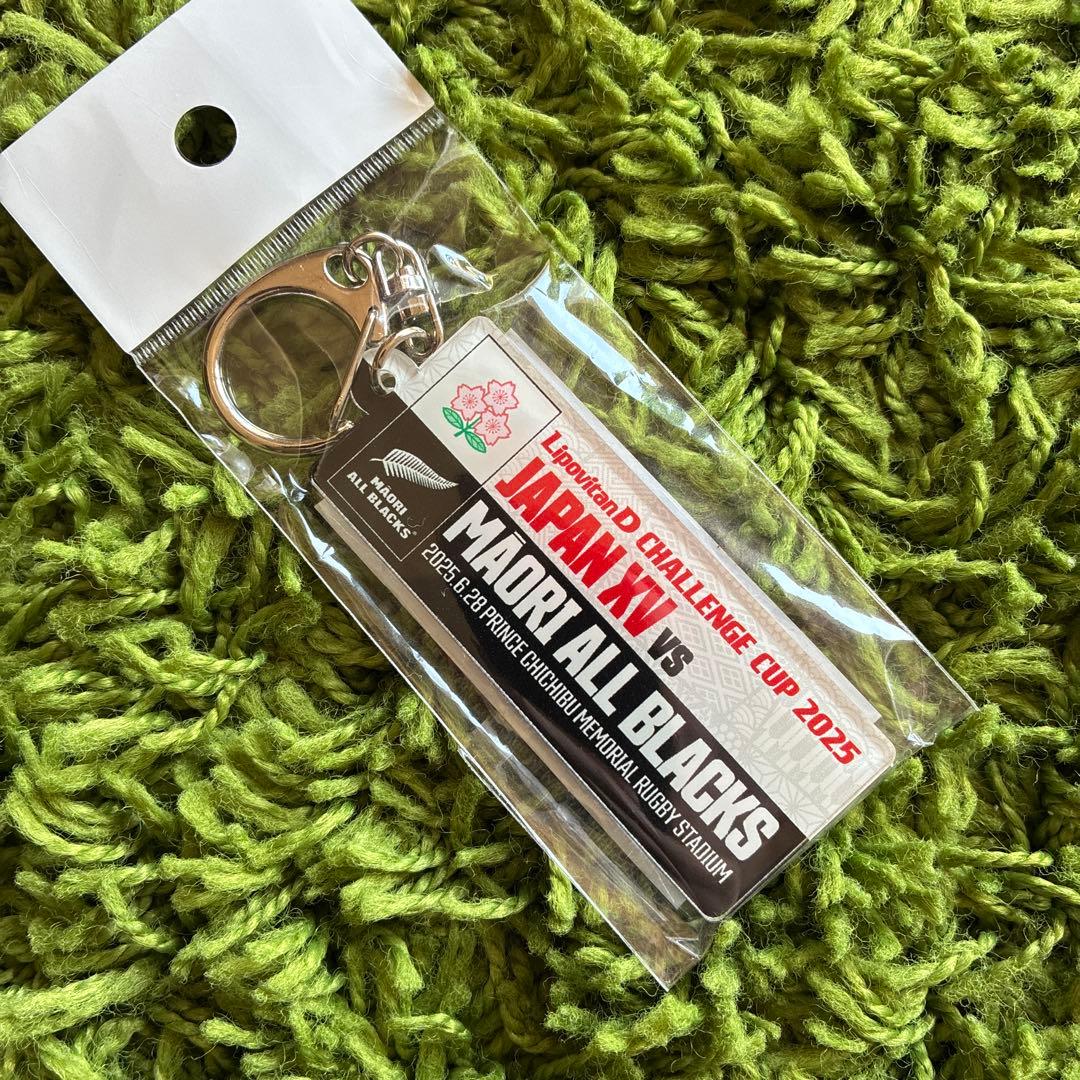 LipovitanD CHALLENGE CUP 2025
JAPAN XV VS
MAORI ALL BLACKS
2025.6.28 PRINCE CHICHIBU MEMORIAL RUGBY STADIUM
MĀORI
ALL BLACKS®